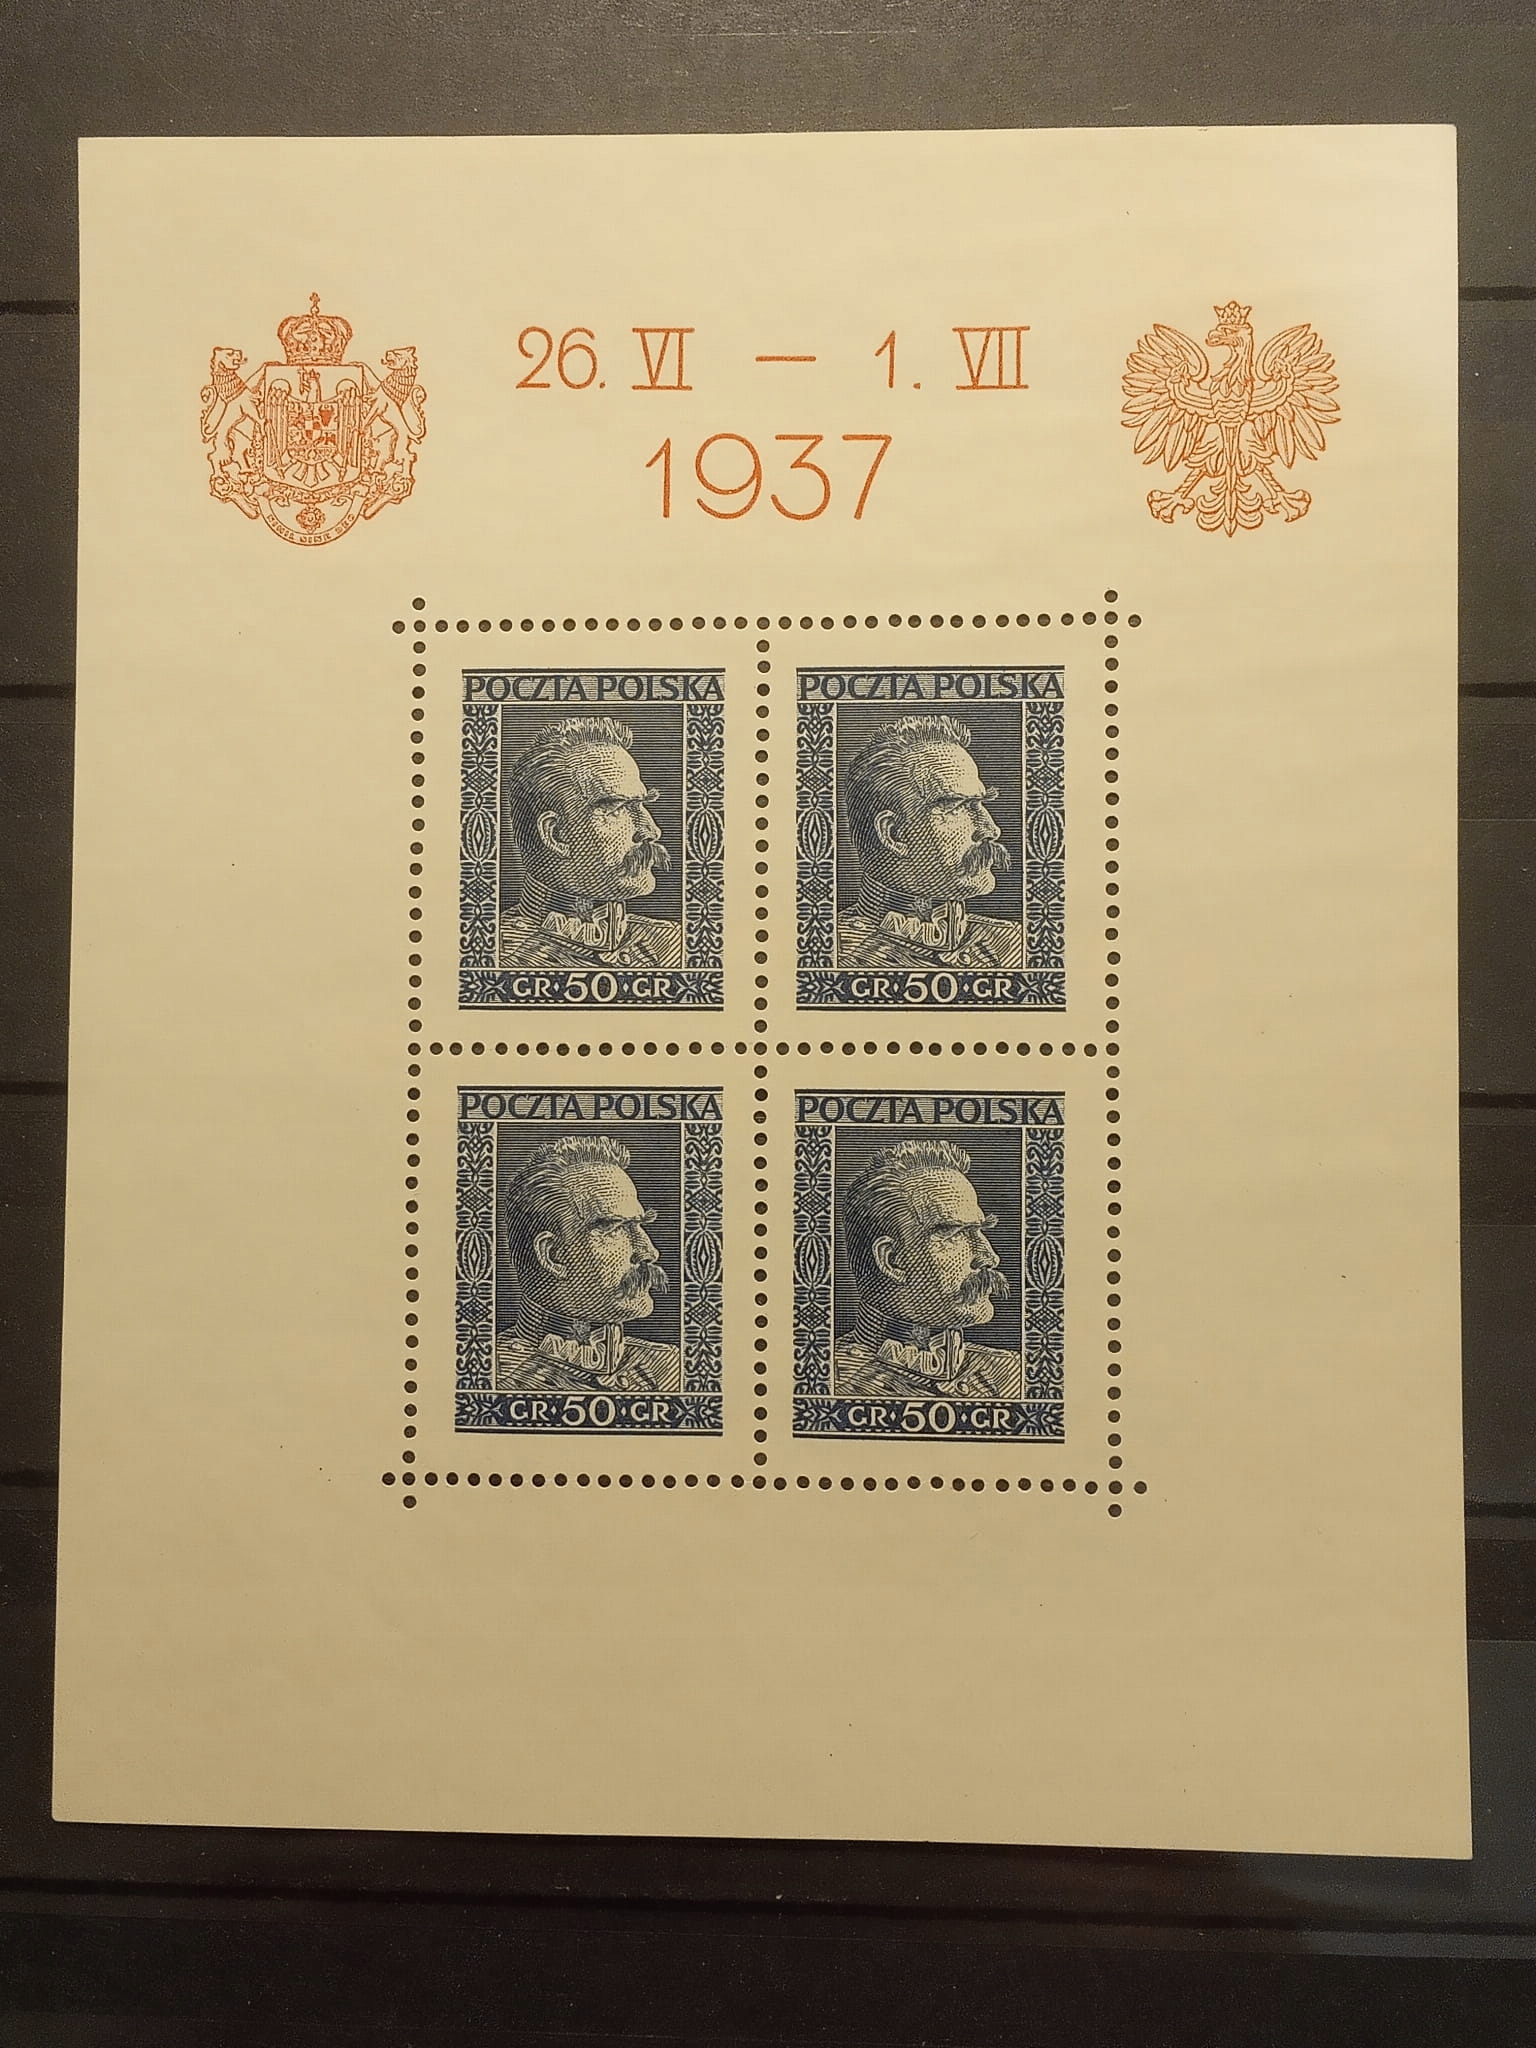 26. VI — 1. VII
1937
POCZTA POLSKA
GR·50·GR
POCZTA POLSKA
GR·50·GR
POCZTA POLSKA
GR·50·GR
POCZTA POLSKA
GR·50·GR